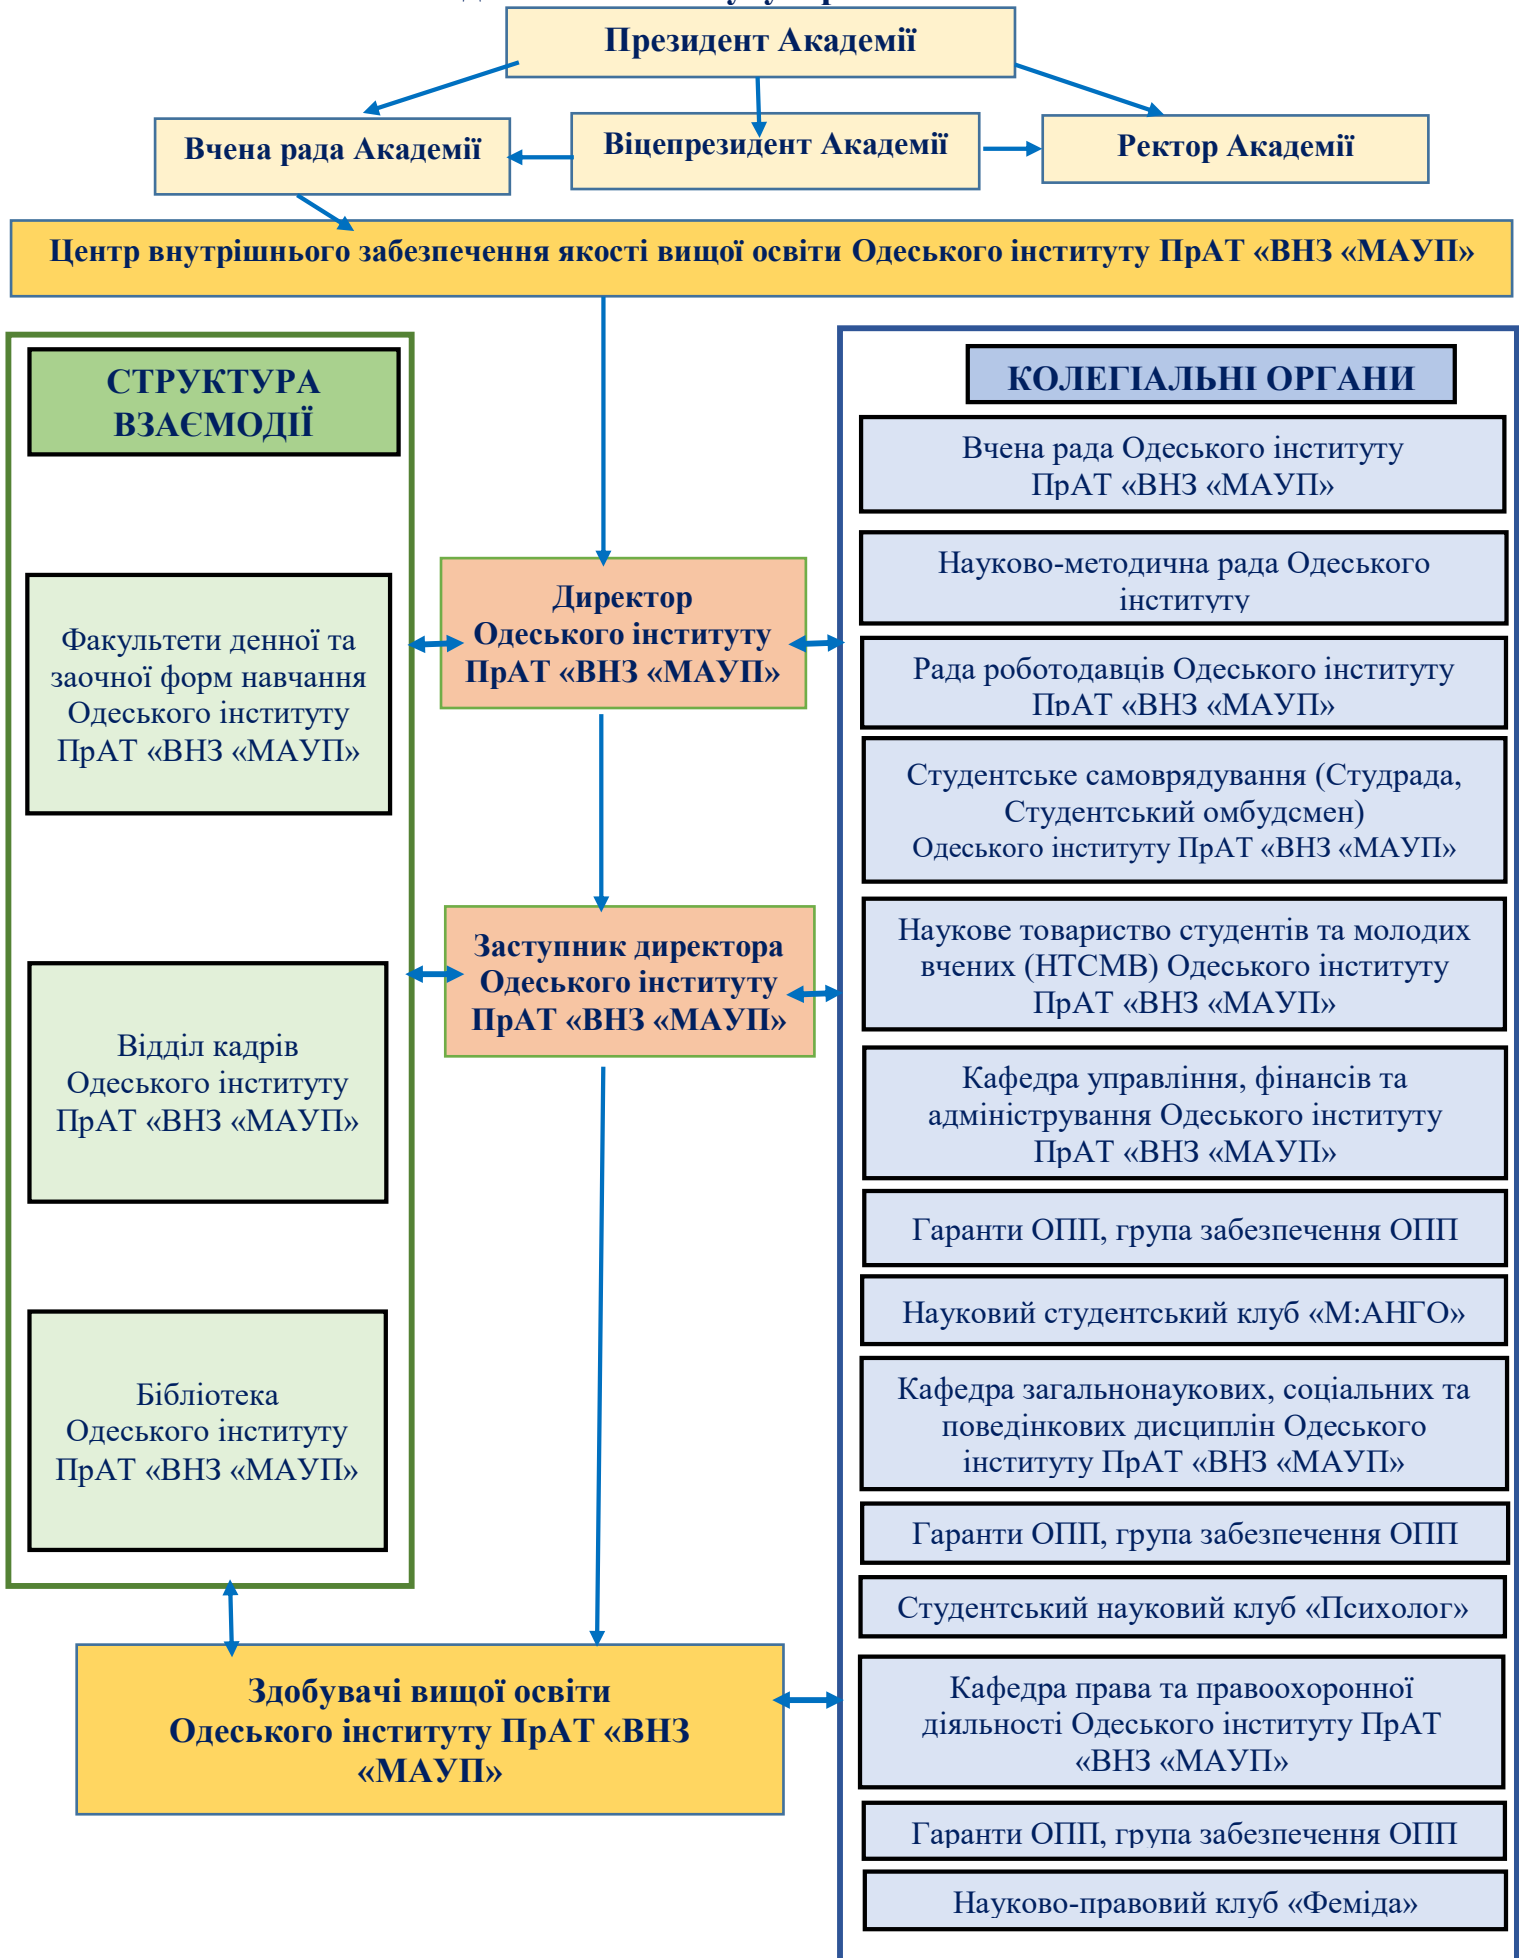 Президент Академії
Вчена рада Академії
Віцепрезидент Академії
Ректор Академії
Центр внутрішнього забезпечення якості вищої освіти Одеського інституту ПрАТ «ВНЗ «МАУП»
СТРУКТУРА
ВЗАЄМОДІЇ
Факультети денної та
заочної форм навчання
Одеського інституту
ПрАТ «ВНЗ «МАУП»
Відділ кадрів
Одеського інституту
ПрАТ «ВНЗ «МАУП»
Бібліотека
Одеського інституту
ПрАТ «ВНЗ «МАУП»
Директор
Одеського інституту
ПрАТ «ВНЗ «МАУП»
Заступник директора
Одеського інституту
ПрАТ «ВНЗ «МАУП»
Здобувачі вищої освіти
Одеського інституту ПрАТ «ВНЗ
«МАУП»
КОЛЕГІАЛЬНІ ОРГАНИ
Вчена рада Одеського інституту
ПрАТ «ВНЗ «МАУП»
Науково-методична рада Одеського
інституту
Рада роботодавців Одеського інституту
ПрАТ «ВНЗ «МАУП»
Студентське самоврядування (Студрада,
Студентський омбудсмен)
Одеського інституту ПрАТ «ВНЗ «МАУП»
Наукове товариство студентів та молодих
вчених (НТСМВ) Одеського інституту
ПрАТ «ВНЗ «МАУП»
Кафедра управління, фінансів та
адміністрування Одеського інституту
ПрАТ «ВНЗ «МАУП»
Гаранти ОПП, група забезпечення ОПП
Науковий студентський клуб «М:АНГО»
Кафедра загальнонаукових, соціальних та
поведінкових дисциплін Одеського
інституту ПрАТ «ВНЗ «МАУП»
Гаранти ОПП, група забезпечення ОПП
Студентський науковий клуб «Психолог»
Кафедра права та правоохоронної
діяльності Одеського інституту ПрАТ
«ВНЗ «МАУП»
Гаранти ОПП, група забезпечення ОПП
Науково-правовий клуб «Феміда»